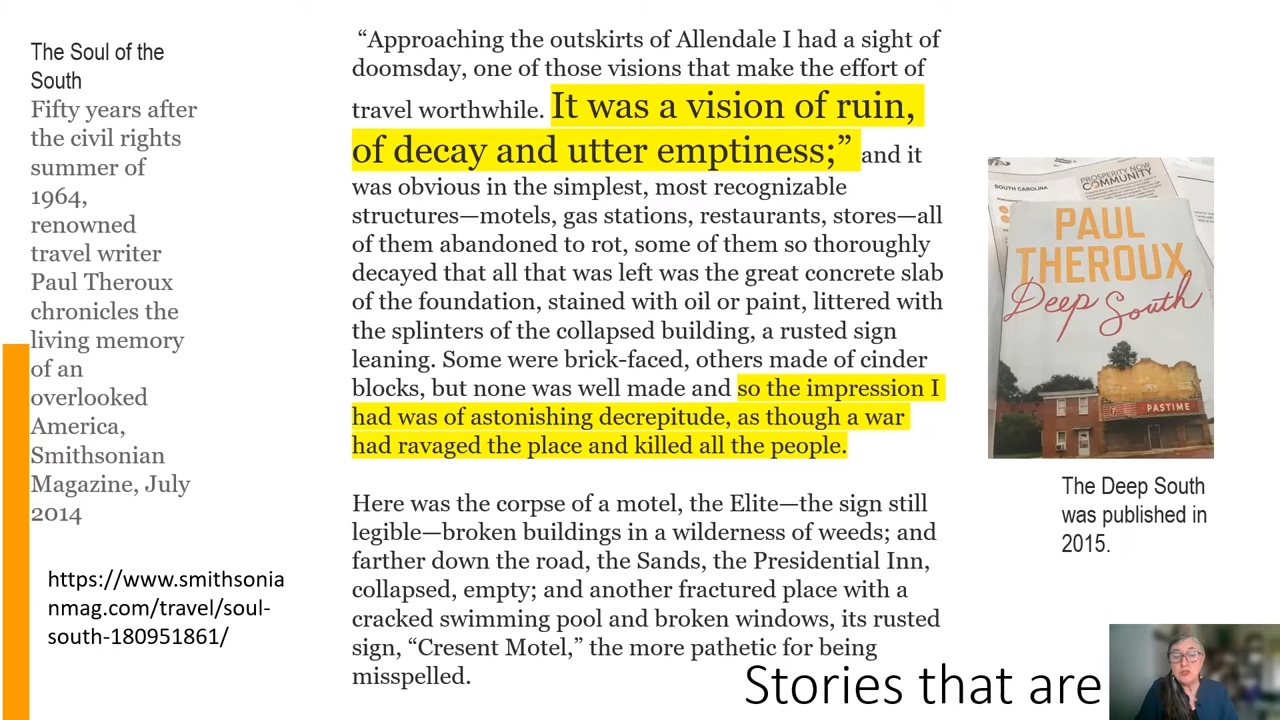 The Soul of the
South
Fifty years after
the civil rights
summer of
1964,
renowned
travel writer
Paul Theroux
chronicles the
living memory
of an
overlooked
America,
Smithsonian
Magazine, July
2014
https://www.smithsonia
nmag.com/travel/soul-
south-180951861/
“Approaching the outskirts of Allendale I had a sight of
doomsday, one of those visions that make the effort of
travel worthwhile. It was a vision of ruin,
of decay and utter emptiness;” and it
was obvious in the simplest, most recognizable
structures—motels, gas stations, restaurants, stores—all
of them abandoned to rot, some of them so thoroughly
decayed that all that was left was the great concrete slab
of the foundation, stained with oil or paint, littered with
the splinters of the collapsed building, a rusted sign
leaning. Some were brick-faced, others made of cinder
blocks, but none was well made and so the impression I
had was of astonishing decrepitude, as though a war
had ravaged the place and killed all the people.
Here was the corpse of a motel, the Elite—the sign still
legible—broken buildings in a wilderness of weeds; and
farther down the road, the Sands, the Presidential Inn,
collapsed, empty; and another fractured place with a
cracked swimming pool and broken windows, its rusted
sign, “Cresent Motel,” the more pathetic for being
misspelled.
SOUTH CAROLINA
PROSPERITY NOW
COMMUNITY
PAUL
THEROUX
Deep South
PASTIME
The Deep South
was published in
2015.
Stories that are